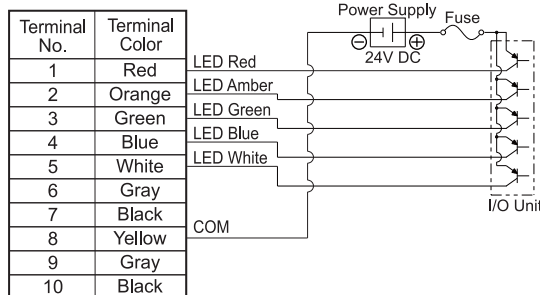 Terminal No. Terminal Color
1 Red
2 Orange
3 Green
4 Blue
5 White
6 Gray
7 Black
8 Yellow
9 Gray
10 Black
LED Red
LED Amber
LED Green
LED Blue
LED White
COM
Power Supply
Fuse
24V DC
I/O Unit